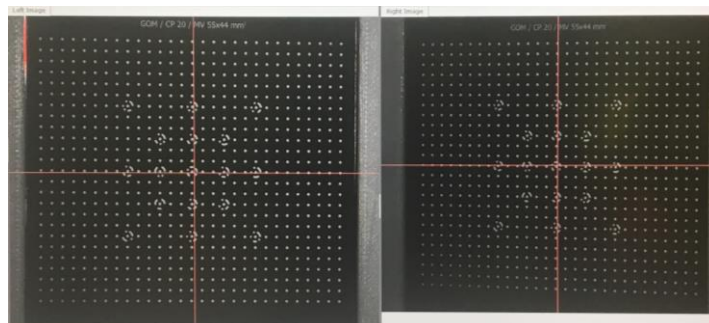 Left Image
Right Image
GOM / CP 20 / MV 55x44 mm²
GOM / CP 20 / MV 55x44 mm²